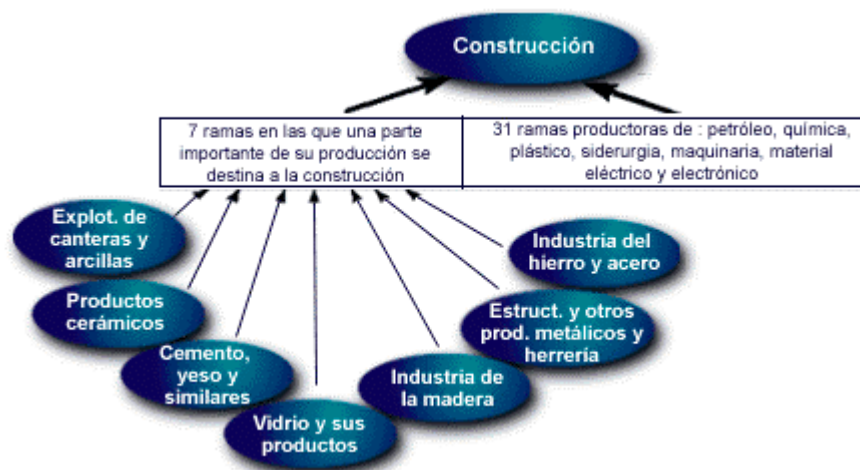 Construcción
7 ramas en las que una parte
importante de su producción se
destina a la construcción
31 ramas productoras de : petróleo, química,
plástico, siderurgia, maquinaria, material
eléctrico y electrónico
Explot. de
canteras y
arcillas
Productos
cerámicos
Cemento,
yeso y
similares
Vidrio y sus
productos
Industria de
la madera
Estruct. y otros
prod. metálicos y
herrería
Industria del
hierro y acero